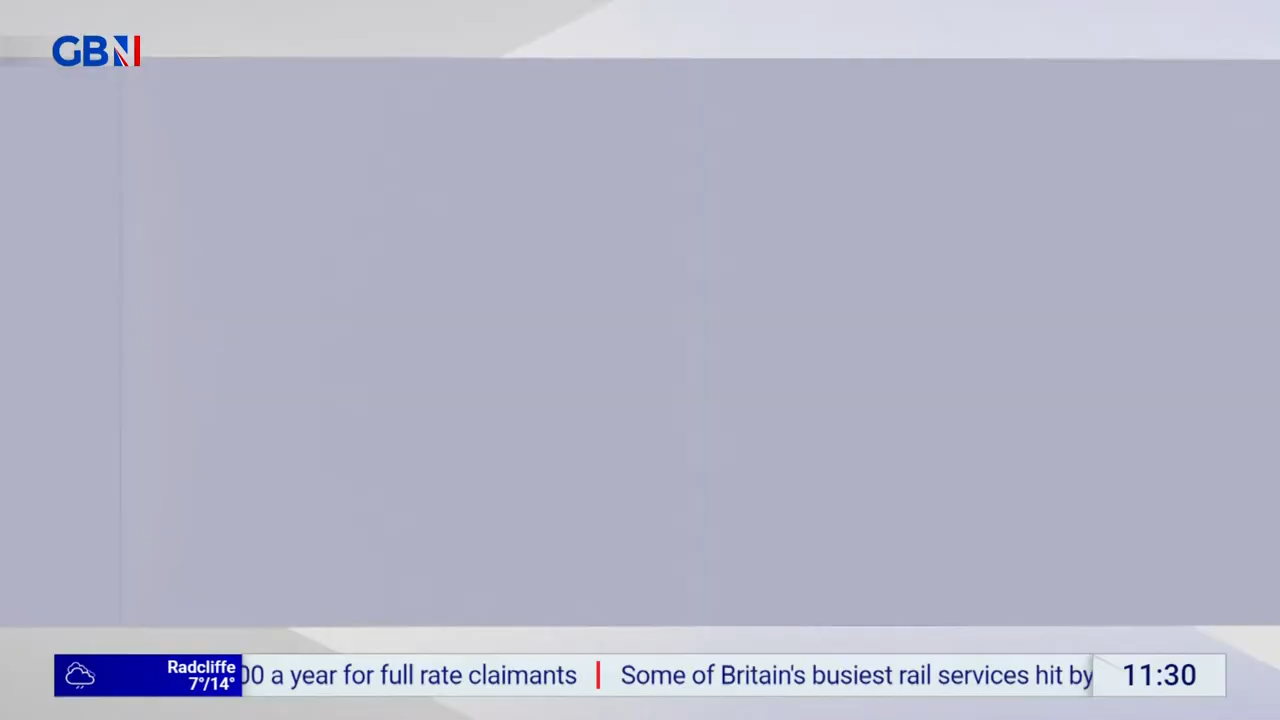 GBN
Radcliffe
7°/14°
00 a year for full rate claimants | Some of Britain's busiest rail services hit by
11:30